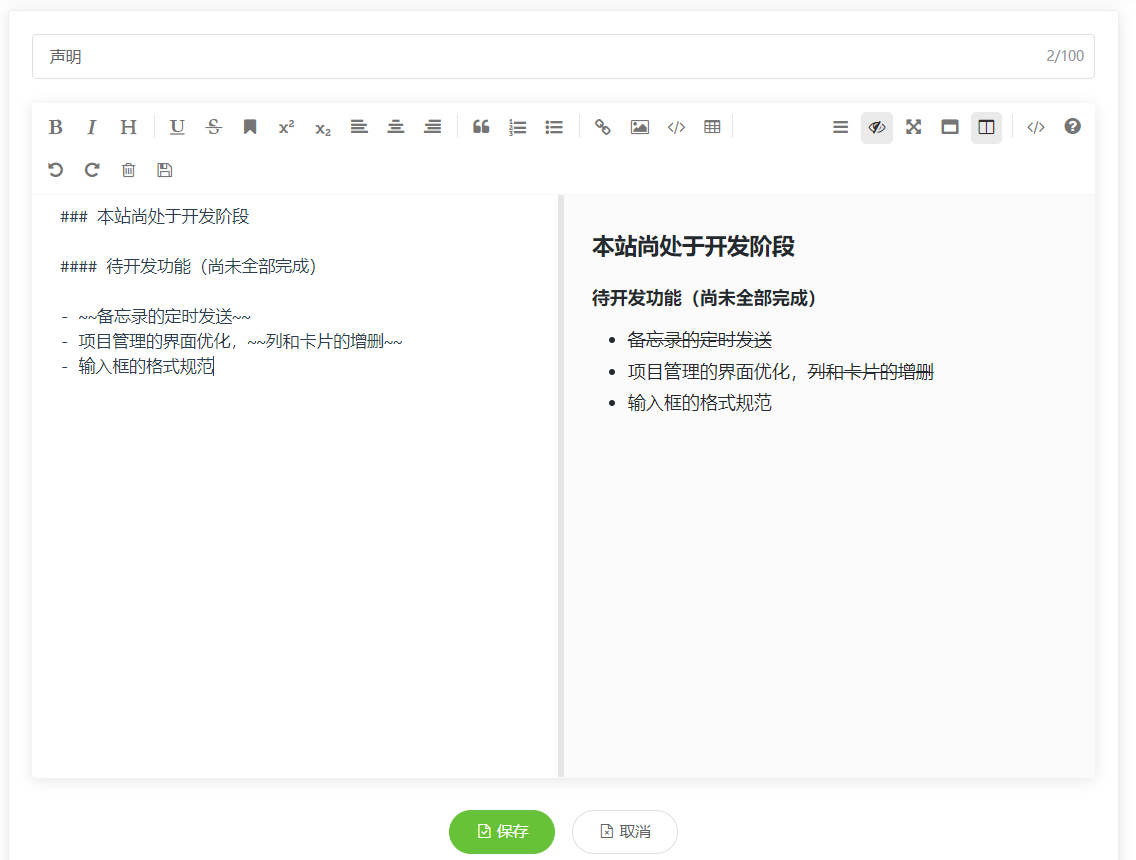 声明
2/100
B I H U S x² x₂
### 本站尚处于开发阶段
#### 待开发功能（尚未全部完成）
- ~~备忘录的定时发送~~
- 项目管理的界面优化，~~列和卡片的增删~~
- 输入框的格式规范
本站尚处于开发阶段
待开发功能（尚未全部完成）
• 备忘录的定时发送
• 项目管理的界面优化，列和卡片的增删
• 输入框的格式规范
保存
取消